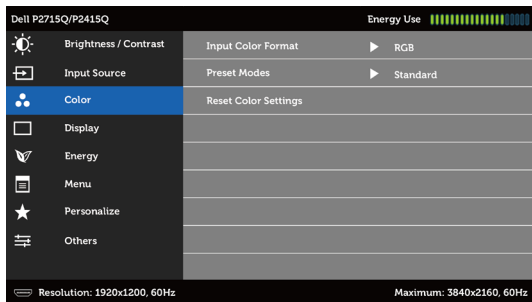 Dell P2715Q/P2415Q
Energy Use
Brightness / Contrast
Input Source
Color
Display
Energy
Menu
Personalize
Others
Input Color Format
RGB
Preset Modes
Standard
Reset Color Settings
Resolution: 1920x1200, 60Hz
Maximum: 3840x2160, 60Hz